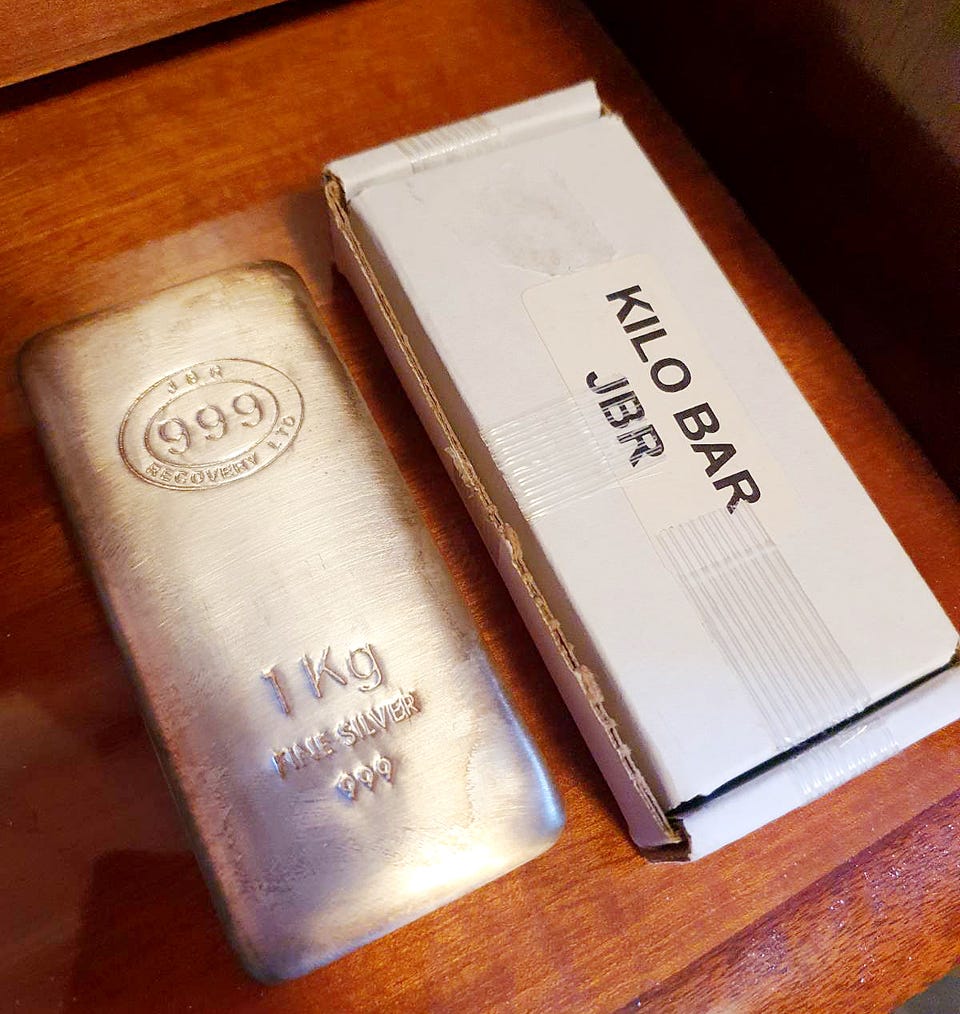 JBR
999
RECOVERY LTD
1 Kg
FINE SILVER
999
KILO BAR
JBR